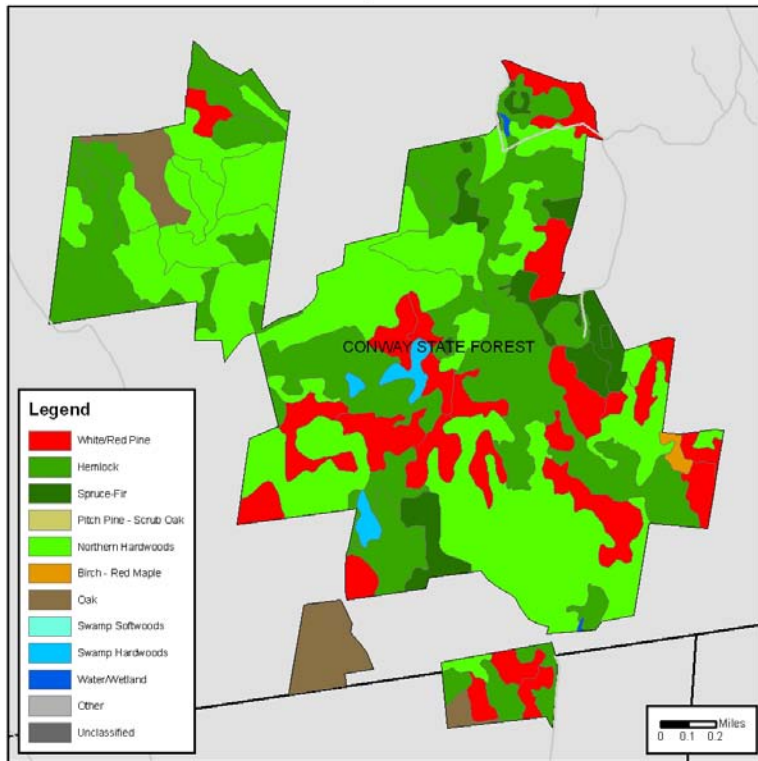 CONWAY STATE FOREST
Legend
White/Red Pine
Hemlock
Spruce-Fir
Pitch Pine - Scrub Oak
Northern Hardwoods
Birch - Red Maple
Oak
Swamp Softwoods
Swamp Hardwoods
Water/Wetland
Other
Unclassified
Miles
0 0.1 0.2